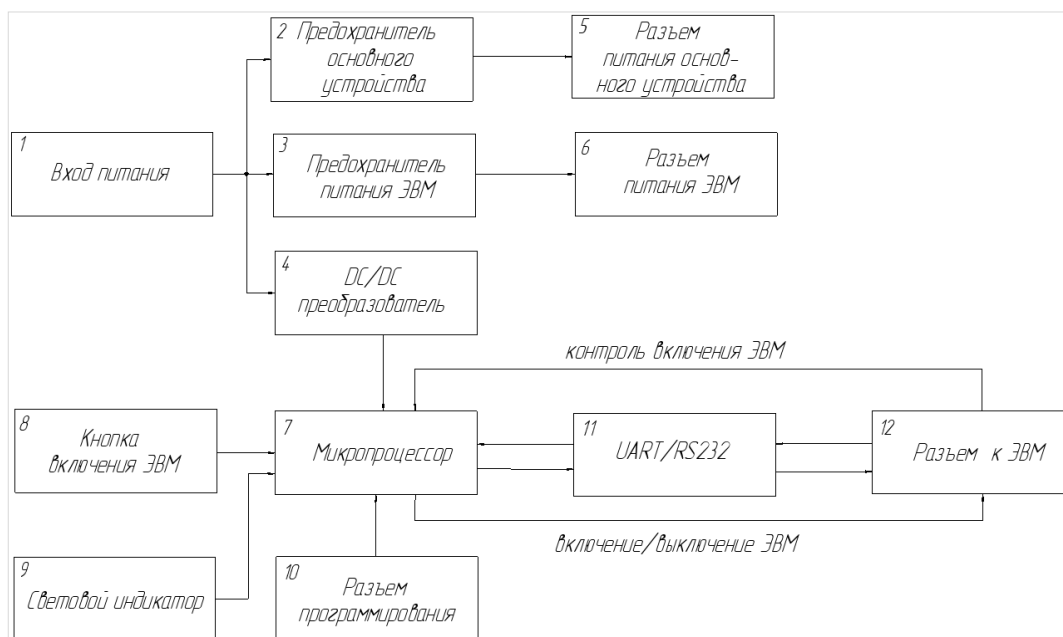 2 Предохранитель
основного
устройства
5 Разъем
питания основ-
ного устройства
1
Вход питания
3
Предохранитель
питания ЭВМ
6
Разъем
питания ЭВМ
4
DC/DC
преобразователь
контроль включения ЭВМ
8
Кнопка
включения ЭВМ
7
Микропроцессор
11
UART/RS232
12
Разъем к ЭВМ
включение/выключение ЭВМ
9
Световой индикатор
10
Разъем
программирования